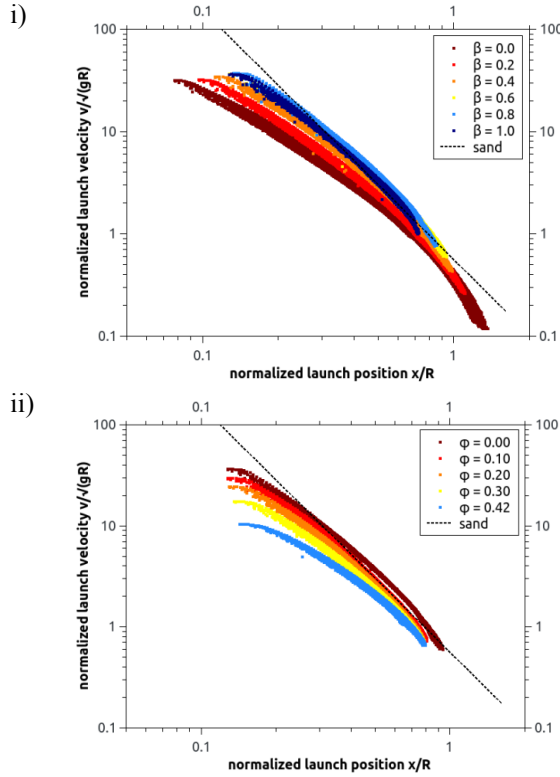 i)
0.1 1
100 100
β = 0.0
β = 0.2
β = 0.4
β = 0.6
β = 0.8
β = 1.0
sand
10 10
1 1
0.1 0.1
0.1 1
normalized launch velocity v/√(gR)
normalized launch position x/R
ii)
0.1 1
100 100
φ = 0.00
φ = 0.10
φ = 0.20
φ = 0.30
φ = 0.42
sand
10 10
1 1
0.1 0.1
0.1 1
normalized launch velocity v/√(gR)
normalized launch position x/R